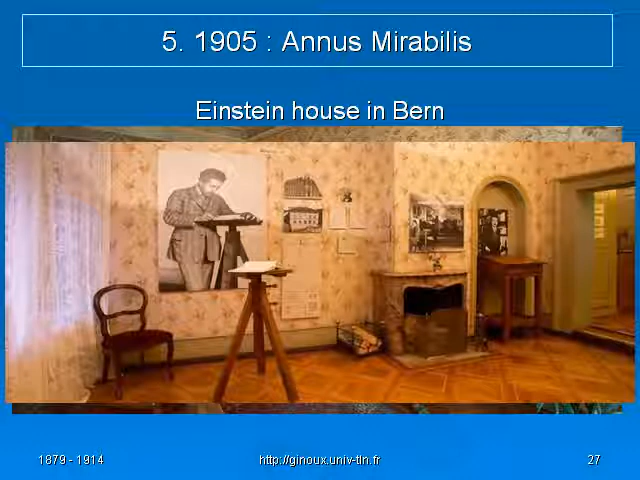 5. 1905 : Annus Mirabilis
Einstein house in Bern
1879 - 1914
http://ginoux.univ-tln.fr
27